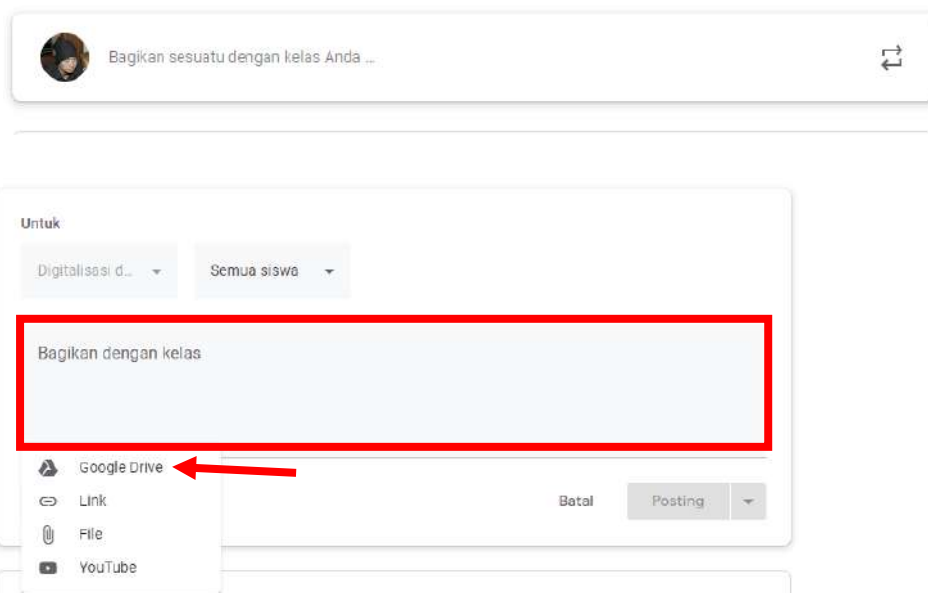 Bagikan sesuatu dengan kelas Anda ...
Untuk
Digitalisasi d...
Semua siswa
Bagikan dengan kelas
Google Drive
Link
File
YouTube
Batal
Posting